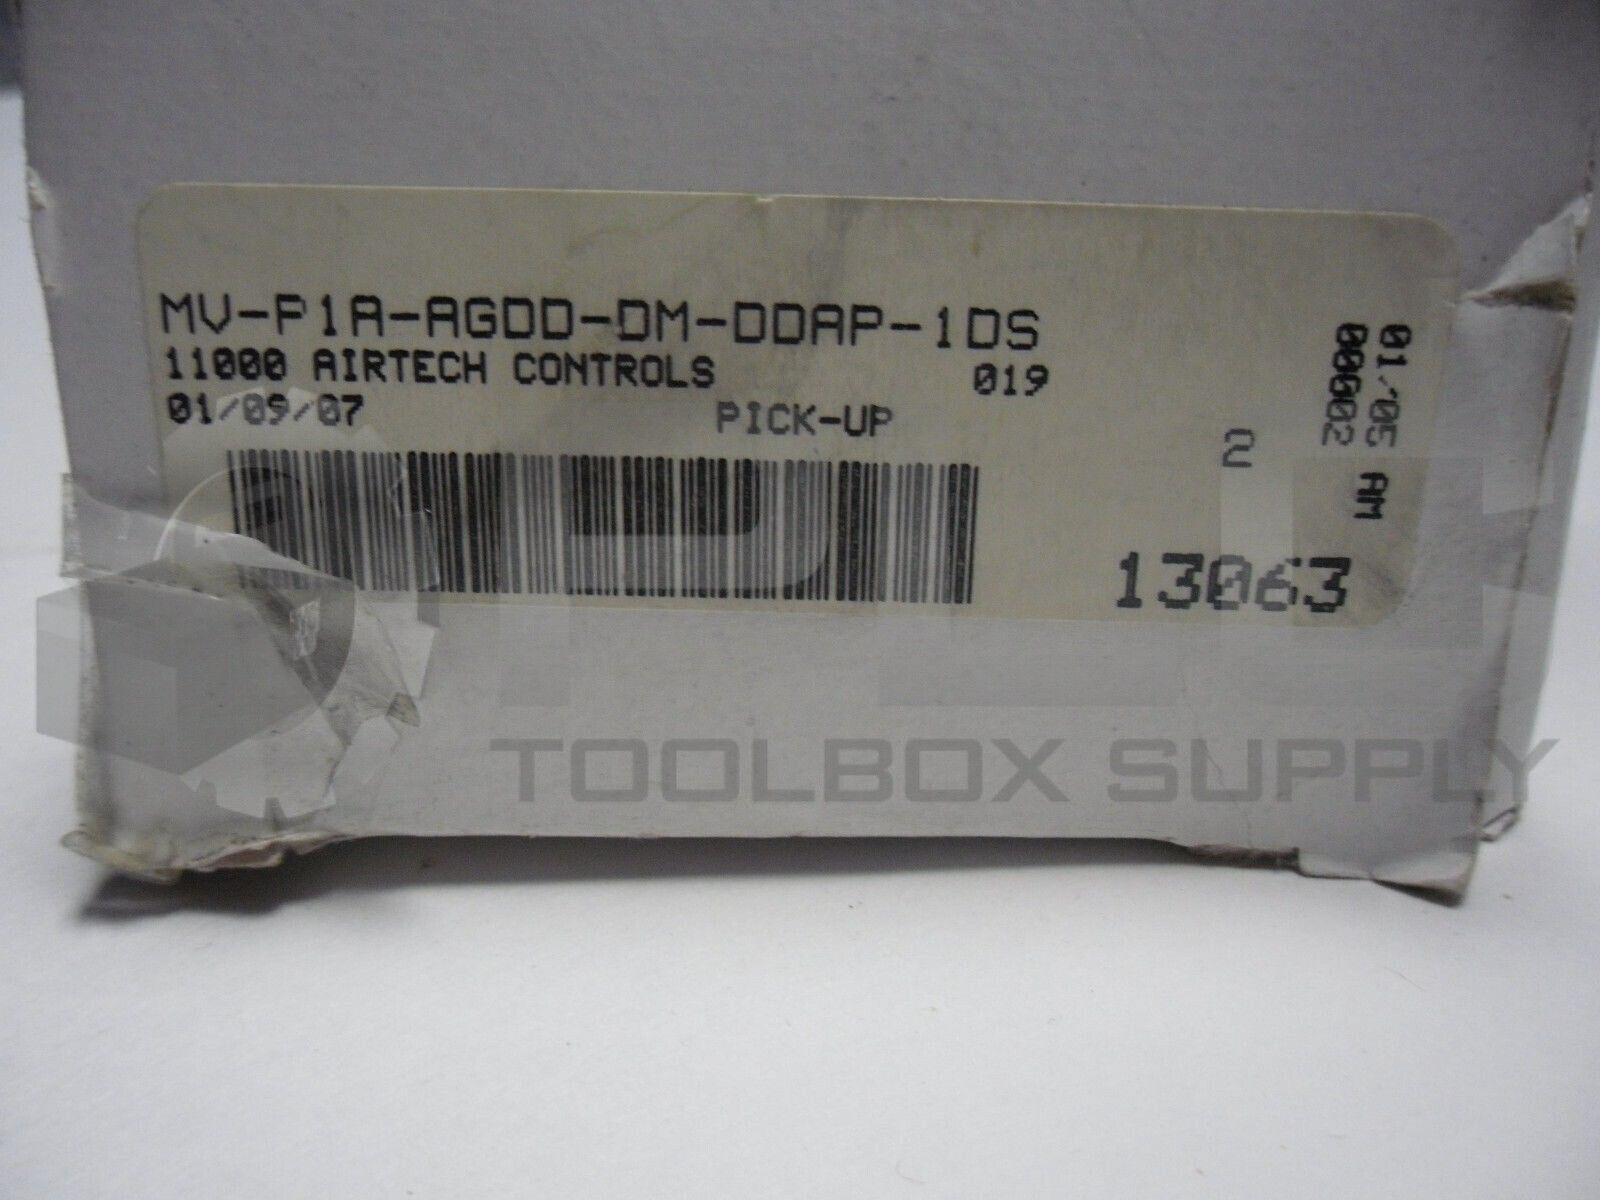 MV-P1A-AGDD-DM-DDAP-1DS
11000 AIRTECH CONTROLS 019
01/09/07 PICK-UP
2
01/05 AM
00002
13063
TOOLBOX SUPPLY